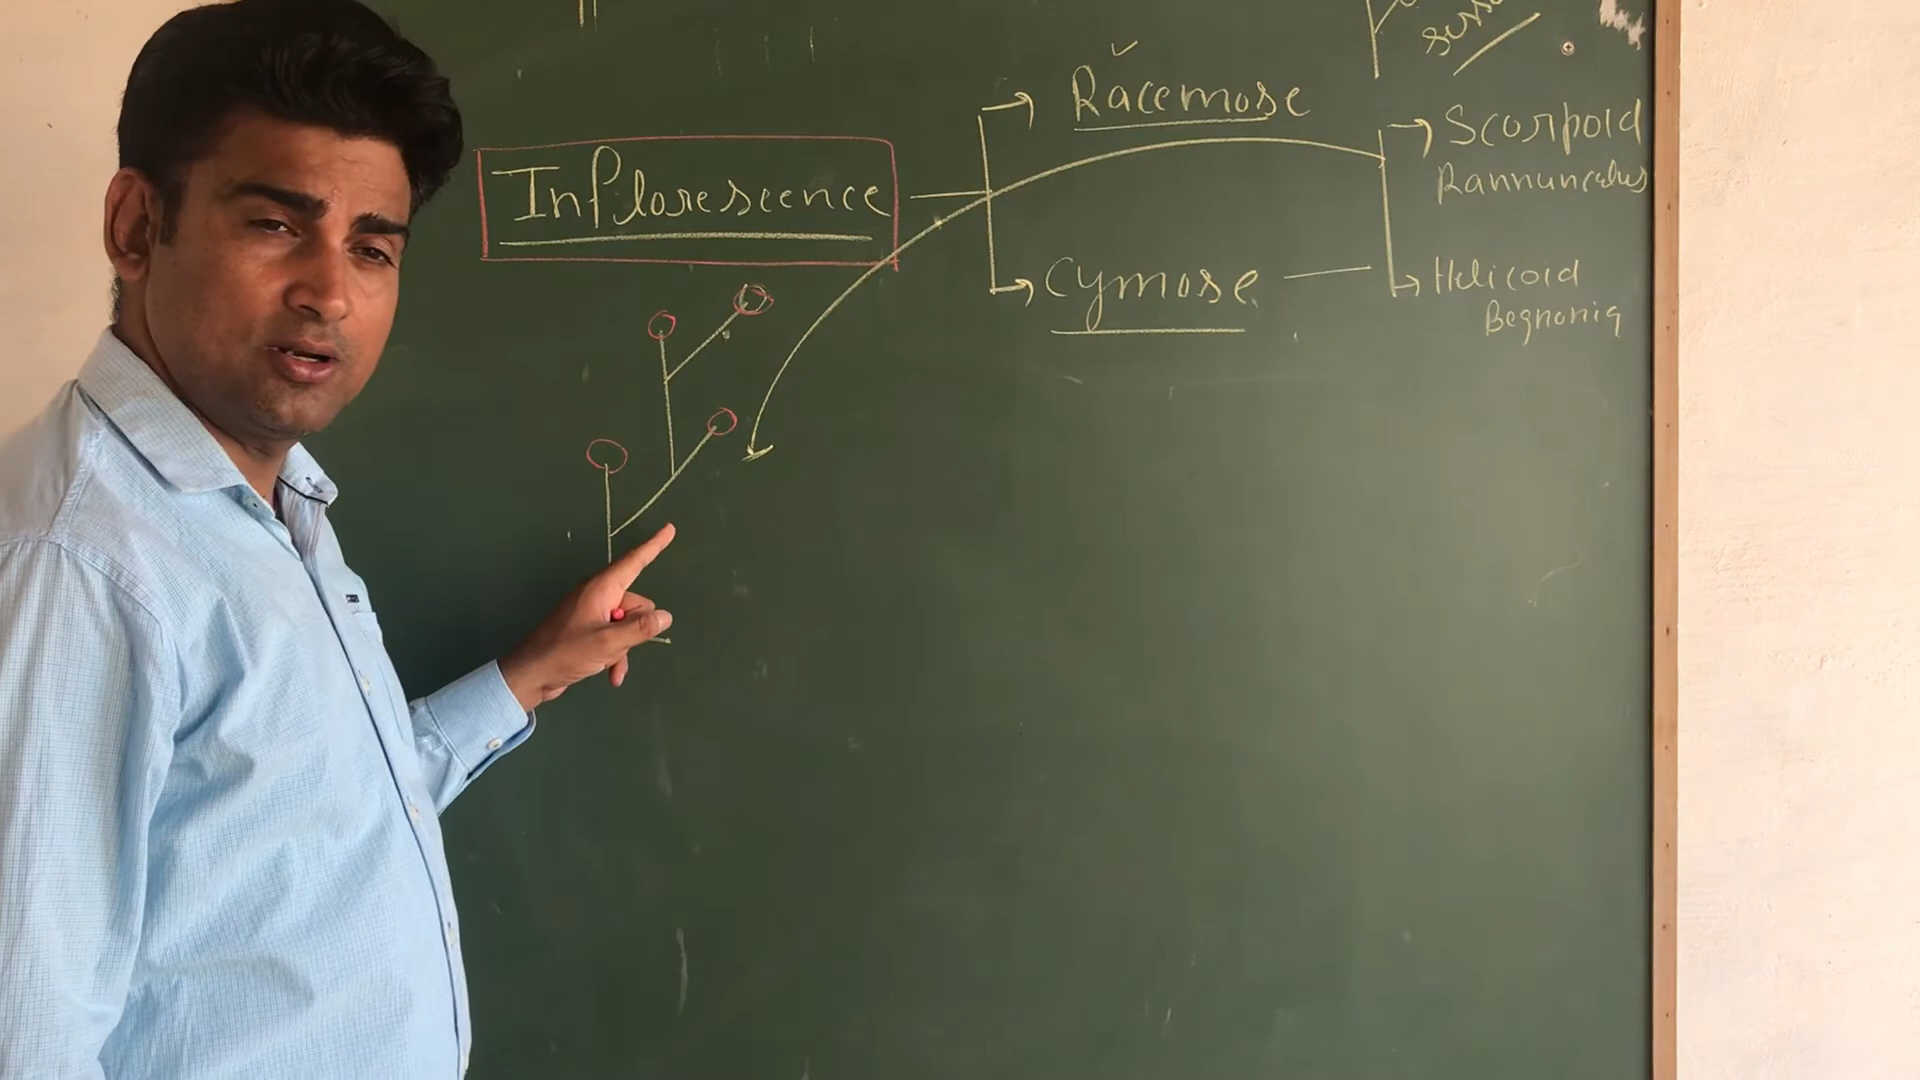 Racemose
Inflorescence
Cymose
Scorpoid
Rannunculus
Helicoid
Begnonia